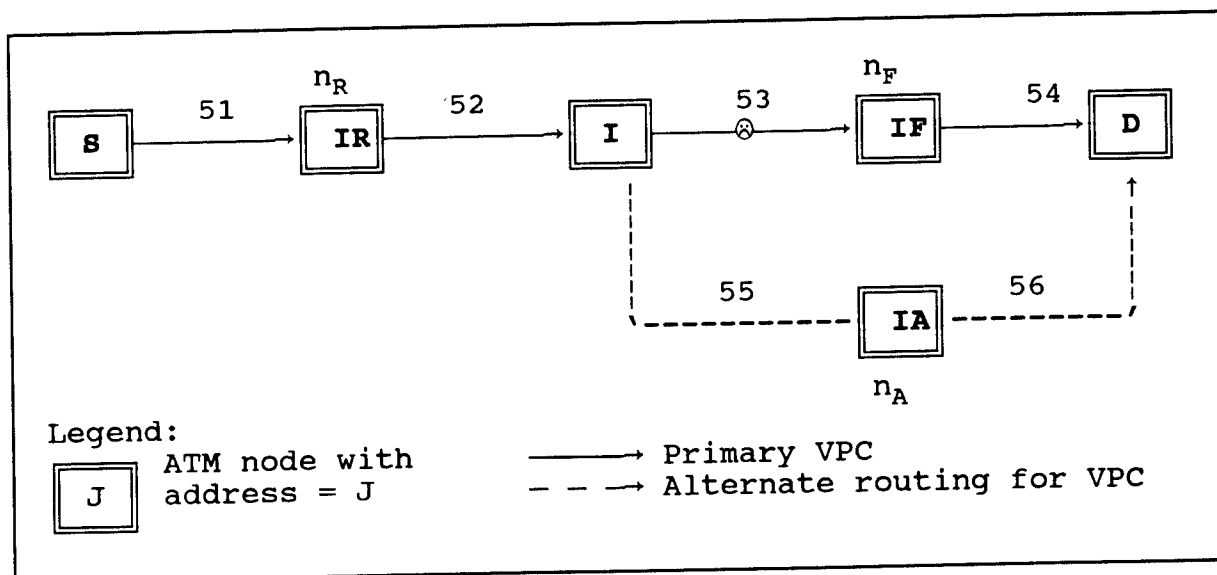 n_R
n_F
51
52
53
54
S
IR
I
IF
D
55
56
IA
n_A
Legend:
J
ATM node with
address = J
Primary VPC
Alternate routing for VPC